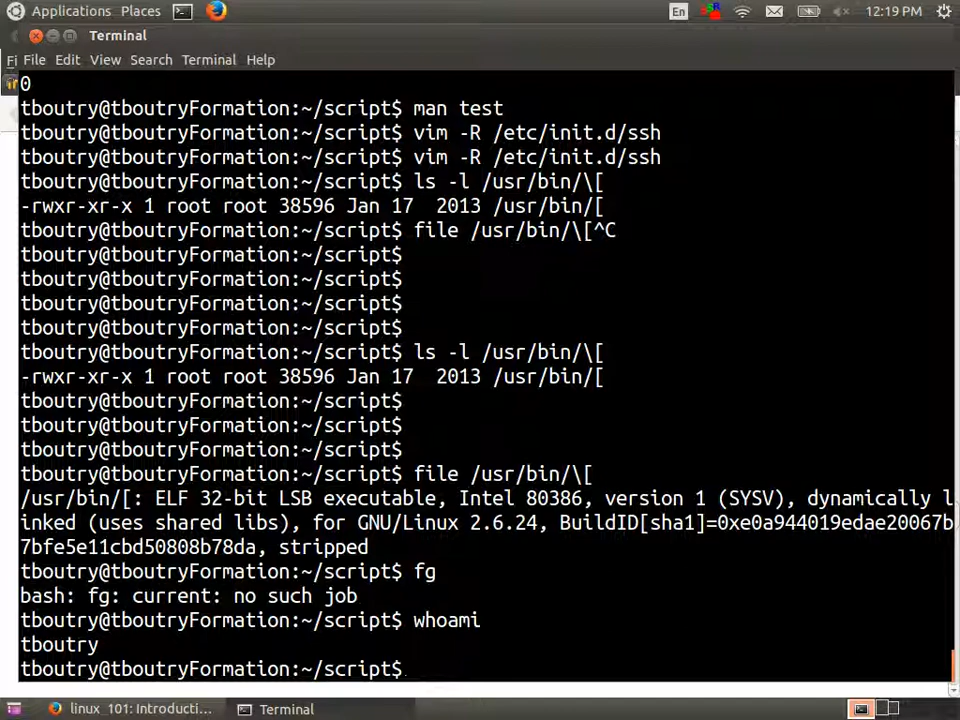 Applications Places En 12:19 PM
Terminal
Fi File Edit View Search Terminal Help
0
tboutry@tboutryFormation:~/script$ man test
tboutry@tboutryFormation:~/script$ vim -R /etc/init.d/ssh
tboutry@tboutryFormation:~/script$ vim -R /etc/init.d/ssh
tboutry@tboutryFormation:~/script$ ls -l /usr/bin/\[
-rwxr-xr-x 1 root root 38596 Jan 17  2013 /usr/bin/[
tboutry@tboutryFormation:~/script$ file /usr/bin/\[^C
tboutry@tboutryFormation:~/script$
tboutry@tboutryFormation:~/script$
tboutry@tboutryFormation:~/script$
tboutry@tboutryFormation:~/script$
tboutry@tboutryFormation:~/script$ ls -l /usr/bin/\[
-rwxr-xr-x 1 root root 38596 Jan 17  2013 /usr/bin/[
tboutry@tboutryFormation:~/script$
tboutry@tboutryFormation:~/script$
tboutry@tboutryFormation:~/script$
tboutry@tboutryFormation:~/script$ file /usr/bin/\[
/usr/bin/[: ELF 32-bit LSB executable, Intel 80386, version 1 (SYSV), dynamically l
inked (uses shared libs), for GNU/Linux 2.6.24, BuildID[sha1]=0xe0a944019edae20067b
7bfe5e11cbd50808b78da, stripped
tboutry@tboutryFormation:~/script$ fg
bash: fg: current: no such job
tboutry@tboutryFormation:~/script$ whoami
tboutry
tboutry@tboutryFormation:~/script$
linux_101: Introducti... Terminal